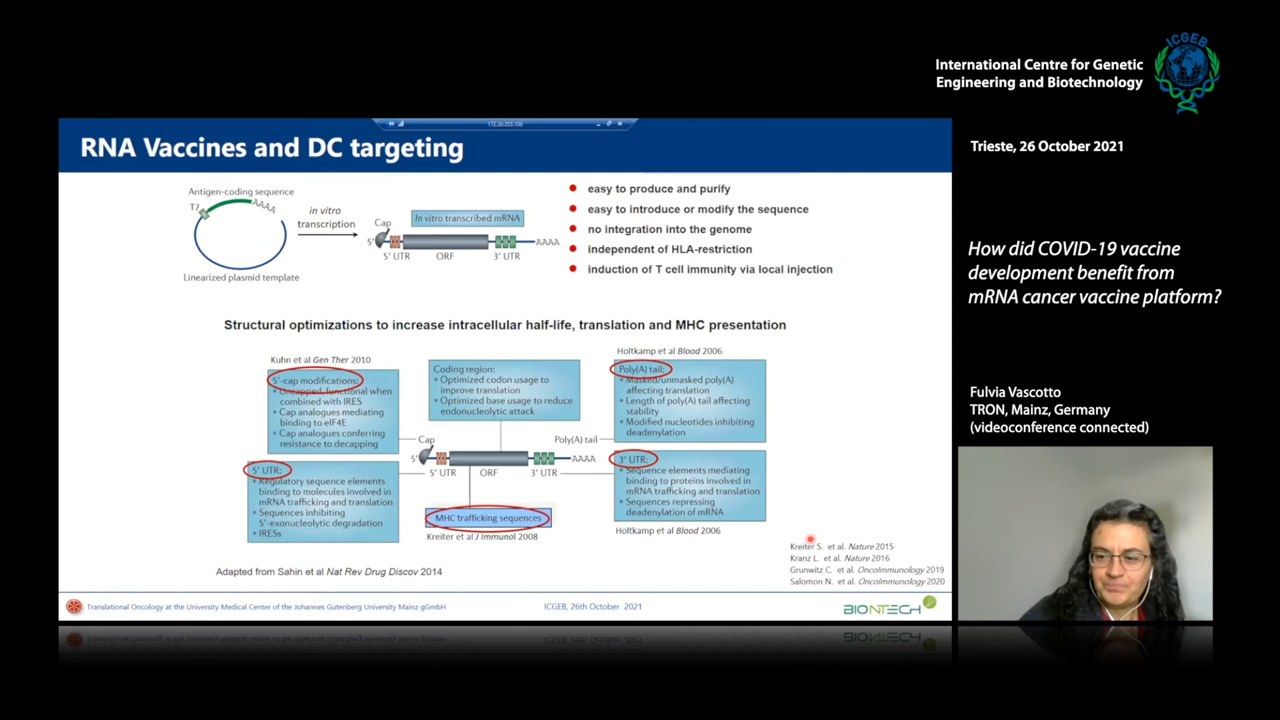 ICGEB
International Centre for Genetic
Engineering and Biotechnology
Trieste, 26 October 2021
How did COVID-19 vaccine
development benefit from
mRNA cancer vaccine platform?
Fulvia Vascotto
TRON, Mainz, Germany
(videoconference connected)
RNA Vaccines and DC targeting
Antigen-coding sequence
T7
AAAA
in vitro
transcription
Linearized plasmid template
In vitro transcribed mRNA
Cap
5'
AAAA
5' UTR
ORF
3' UTR
easy to produce and purify
easy to introduce or modify the sequence
no integration into the genome
independent of HLA-restriction
induction of T cell immunity via local injection
Structural optimizations to increase intracellular half-life, translation and MHC presentation
Kuhn et al Gen Ther 2010
5'-cap modifications:
• Uncapped, functional when
combined with IRES
• Cap analogues mediating
binding to eIF4E
• Cap analogues conferring
resistance to decapping
Coding region:
• Optimized codon usage to
improve translation
• Optimized base usage to reduce
endonucleolytic attack
Holtkamp et al Blood 2006
Poly(A) tail:
• Masked/unmasked poly(A)
affecting translation
• Length of poly(A) tail affecting
stability
• Modified nucleotides inhibiting
deadenylation
Cap
Poly(A) tail
5'
AAAA
5' UTR
ORF
3' UTR
5' UTR:
• Regulatory sequence elements
binding to molecules involved in
mRNA trafficking and translation
• Sequences inhibiting
5'-exonucleolytic degradation
• IRESs
MHC trafficking sequences
Kreiter et al J Immunol 2008
3' UTR:
• Sequence elements mediating
binding to proteins involved in
mRNA trafficking and translation
• Sequences repressing
deadenylation of mRNA
Holtkamp et al Blood 2006
Kreiter S. et al. Nature 2015
Kranz L. et al. Nature 2016
Grunwitz C. et al. OncoImmunology 2019
Salomon N. et al. OncoImmunology 2020
Adapted from Sahin et al Nat Rev Drug Discov 2014
Translational Oncology at the University Medical Center of the Johannes Gutenberg University Mainz gGmbH
ICGEB, 26th October 2021
BIONTECH